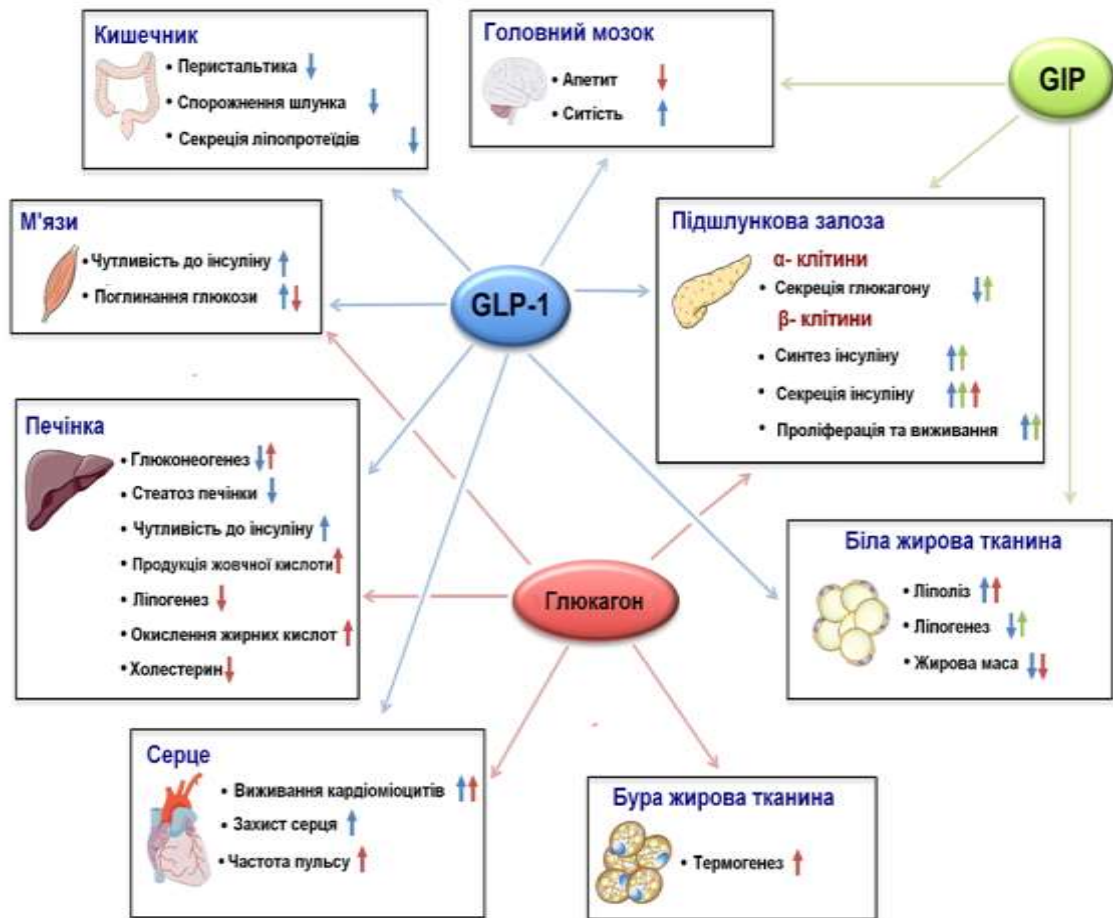 Кишечник
• Перистальтика ↓
• Спорожнення шлунка ↓
• Секреція ліпопротеїдів ↓
Головний мозок
• Апетит ↓
• Ситість ↑
GIP
М'язи
• Чутливість до інсуліну ↑
• Поглинання глюкози ↑↓
GLP-1
Підшлункова залоза
α- клітини
• Секреція глюкагону ↓↑
β- клітини
• Синтез інсуліну ↑↑
• Секреція інсуліну ↑↑↑
• Проліферація та виживання ↑↑
Печінка
• Глюконеогенез ↓↑
• Стеатоз печінки ↓
• Чутливість до інсуліну ↑
• Продукція жовчної кислоти ↑
• Ліпогенез ↓
• Окислення жирних кислот ↑
• Холестерин ↓
Глюкагон
Біла жирова тканина
• Ліполіз ↑↑
• Ліпогенез ↓↑
• Жирова маса ↓↓
Серце
• Виживання кардіоміоцитів ↑↑
• Захист серця ↑
• Частота пульсу ↑
Бура жирова тканина
• Термогенез ↑